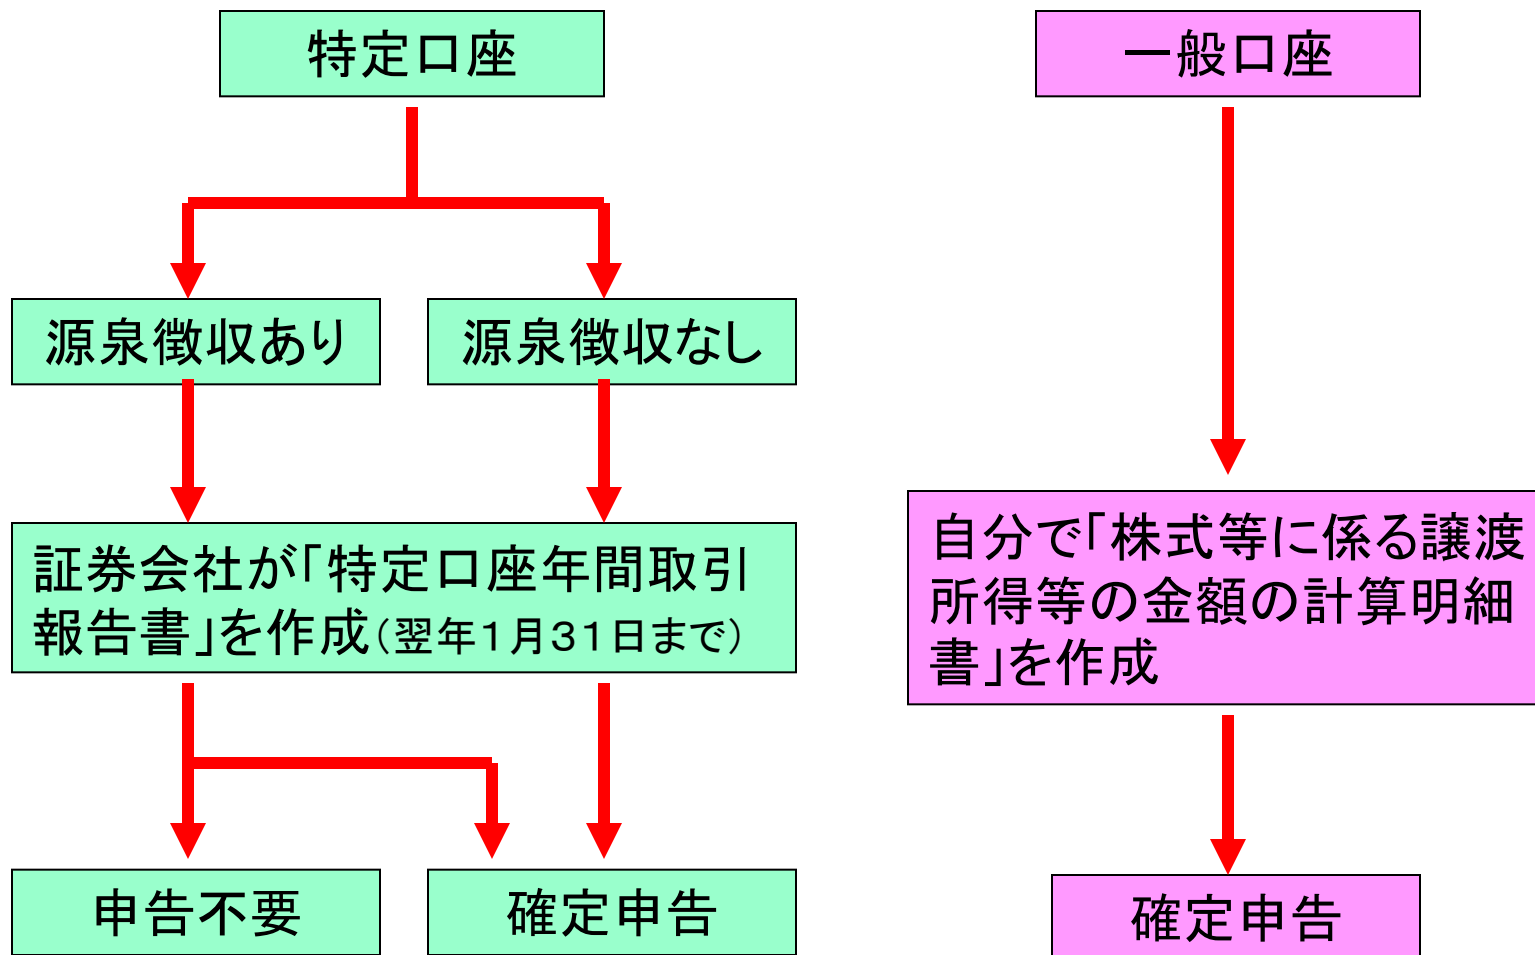 特定口座
一般口座
源泉徴収あり
源泉徴収なし
証券会社が「特定口座年間取引
報告書」を作成（翌年１月３１日まで）
自分で「株式等に係る譲渡
所得等の金額の計算明細
書」を作成
申告不要
確定申告
確定申告